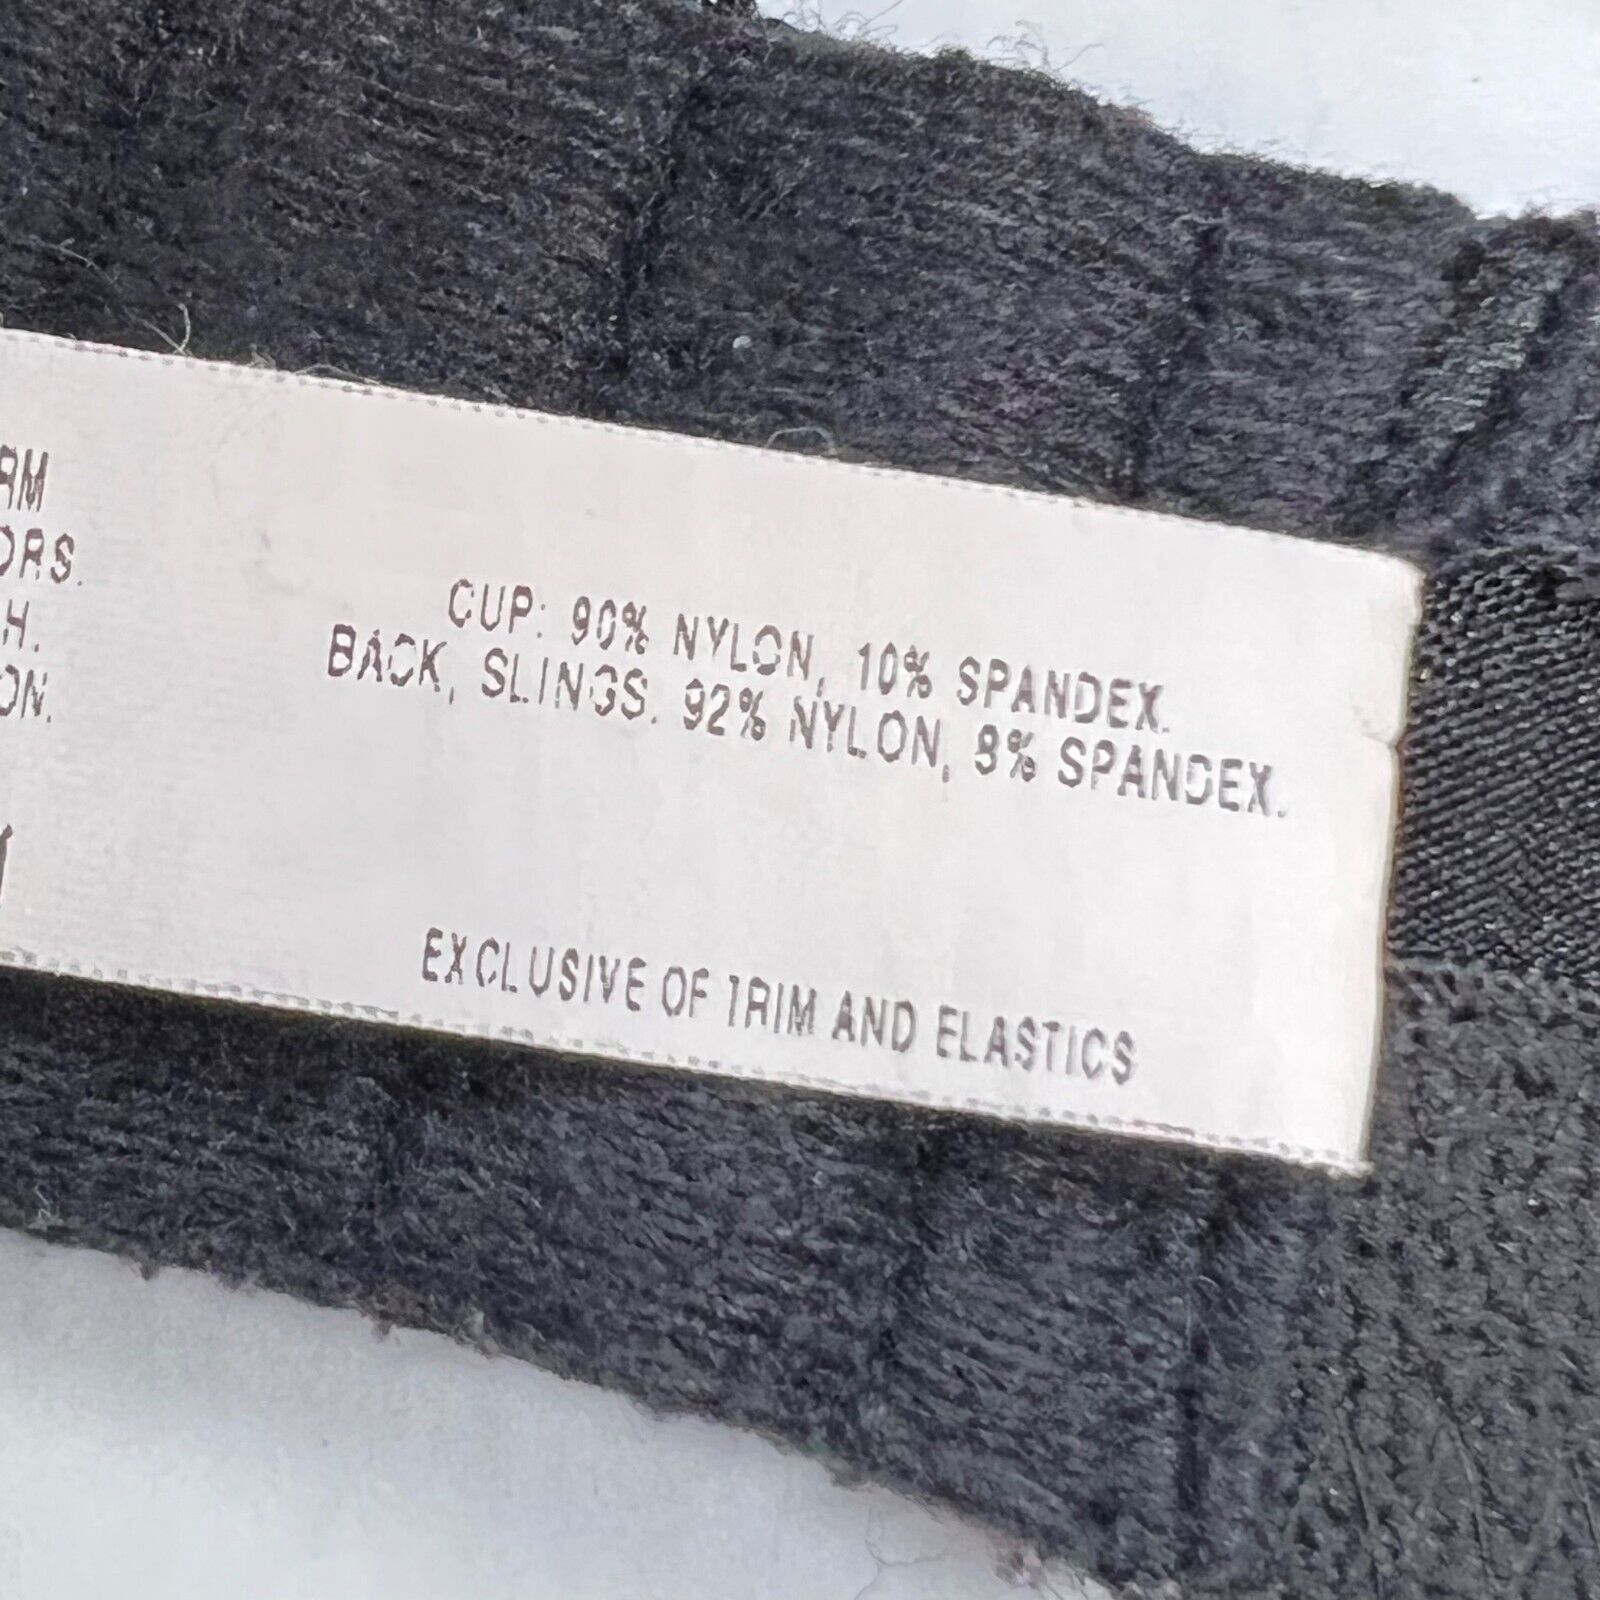 CUP: 90% NYLON, 10% SPANDEX.
BACK, SLINGS. 92% NYLON, 8% SPANDEX.
EXCLUSIVE OF TRIM AND ELASTICS